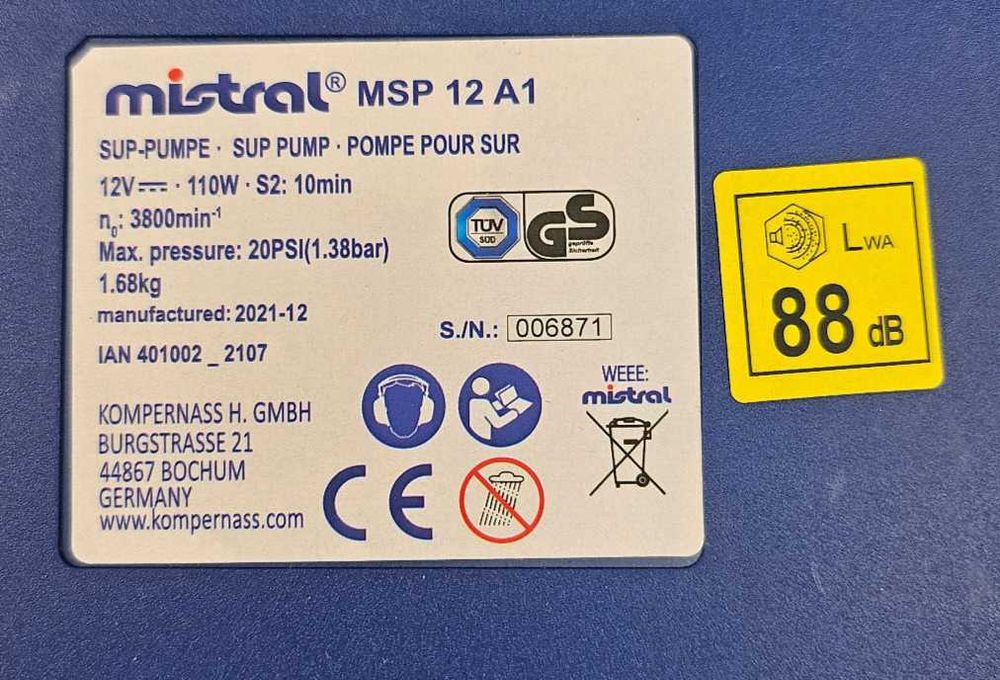 mistral® MSP 12 A1
SUP-PUMPE · SUP PUMP · POMPE POUR SUR
12V⎓ · 110W · S2: 10min
n₀: 3800min⁻¹
Max. pressure: 20PSI(1.38bar)
1.68kg
manufactured: 2021-12
IAN 401002 _ 2107
TÜV
SÜD
GS
geprüfte
Sicherheit
S./N.: 006871
WEEE:
mistral
KOMPERNASS H. GMBH
BURGSTRASSE 21
44867 BOCHUM
GERMANY
www.kompernass.com
CE
LWA
88 dB